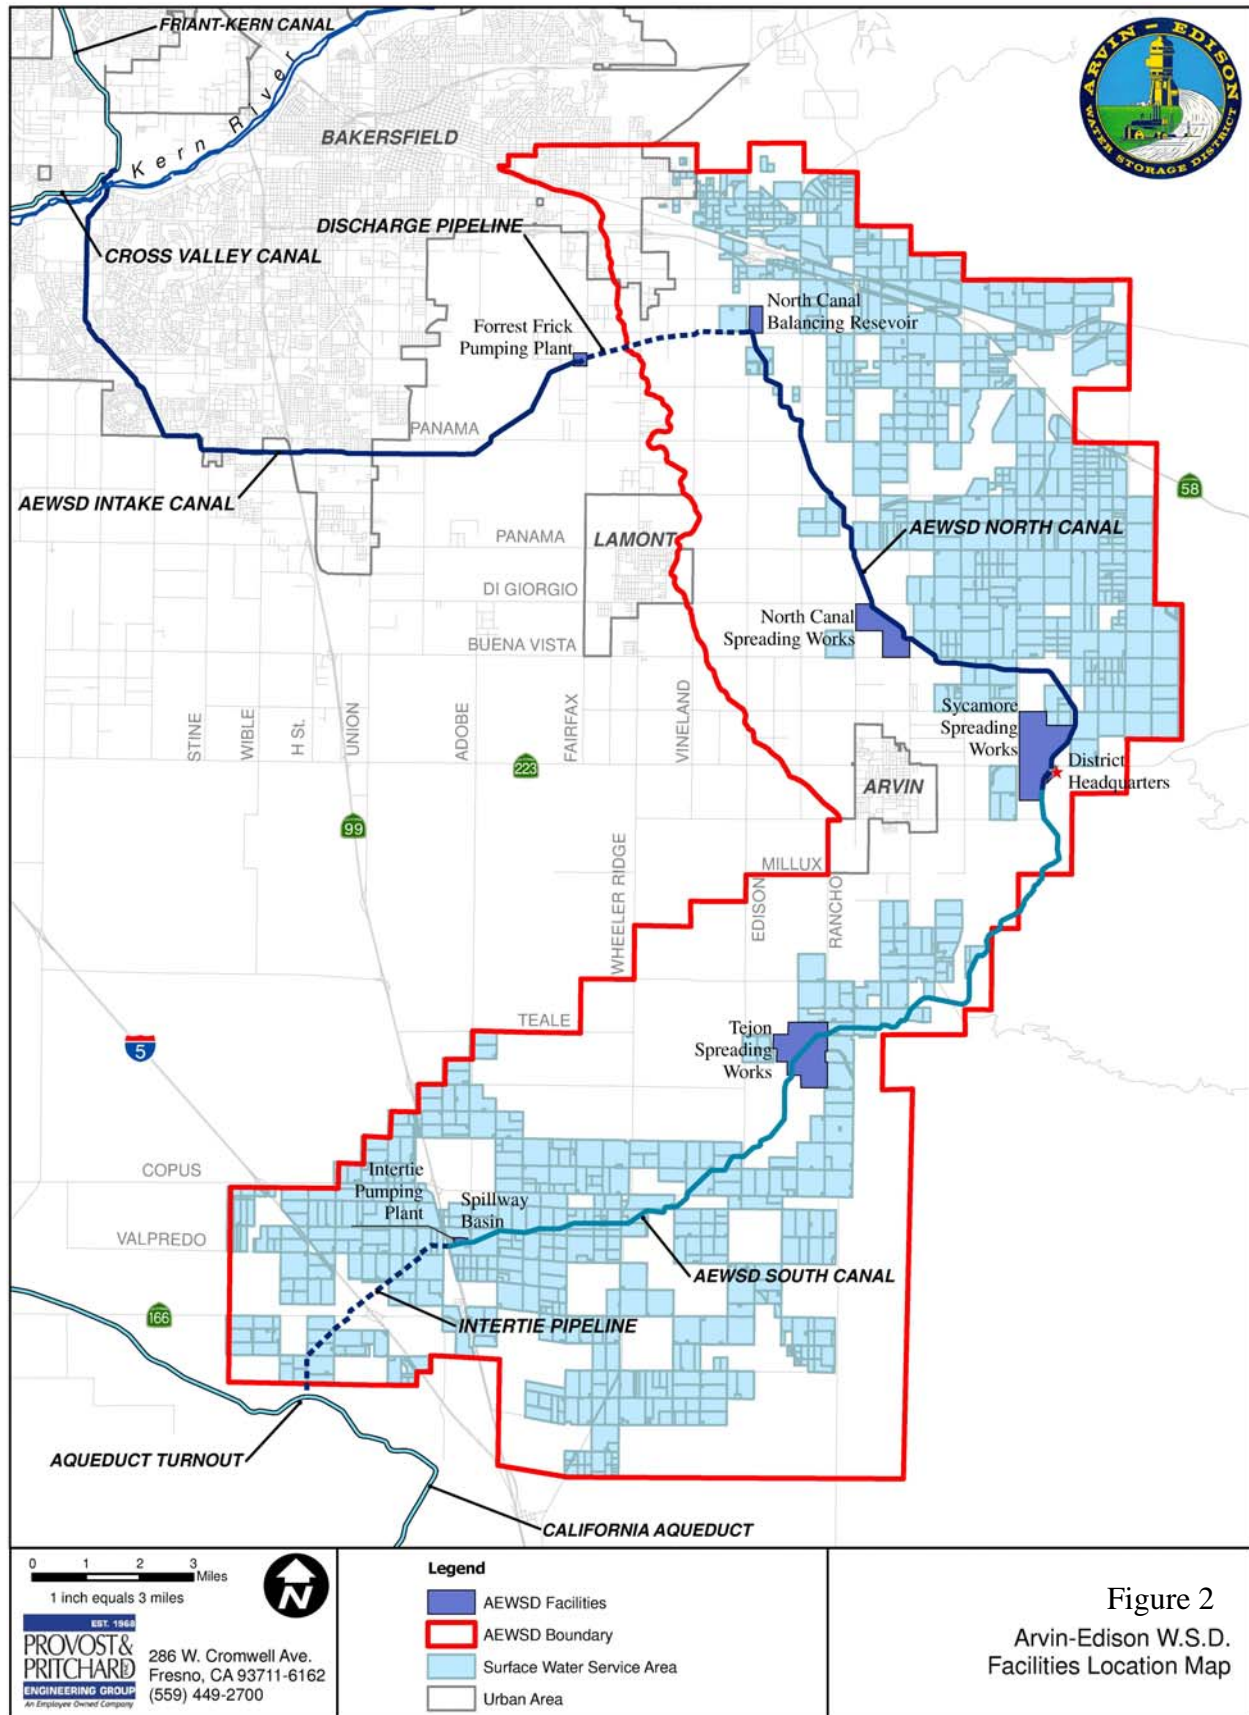 FRIANT-KERN CANAL
Kern River
BAKERSFIELD
ARVIN - EDISON
WATER STORAGE DISTRICT
DISCHARGE PIPELINE
CROSS VALLEY CANAL
North Canal
Balancing Resevoir
Forrest Frick
Pumping Plant
PANAMA
AEWSD INTAKE CANAL
58
AEWSD NORTH CANAL
PANAMA
LAMONT
DI GIORGIO
North Canal
Spreading Works
BUENA VISTA
STINE
WIBLE
H St.
UNION
ADOBE
FAIRFAX
VINELAND
Sycamore
Spreading
Works
District
Headquarters
223
ARVIN
99
MILLUX
WHEELER RIDGE
EDISON
RANCHO
TEALE
Tejon
Spreading
Works
5
COPUS
Intertie
Pumping
Plant
Spillway
Basin
VALPREDO
AEWSD SOUTH CANAL
166
INTERTIE PIPELINE
AQUEDUCT TURNOUT
CALIFORNIA AQUEDUCT
0 1 2 3
Miles
1 inch equals 3 miles
N
EST. 1968
PROVOST &
PRITCHARD
ENGINEERING GROUP
An Employee Owned Company
286 W. Cromwell Ave.
Fresno, CA 93711-6162
(559) 449-2700
Legend
AEWSD Facilities
AEWSD Boundary
Surface Water Service Area
Urban Area
Figure 2
Arvin-Edison W.S.D.
Facilities Location Map